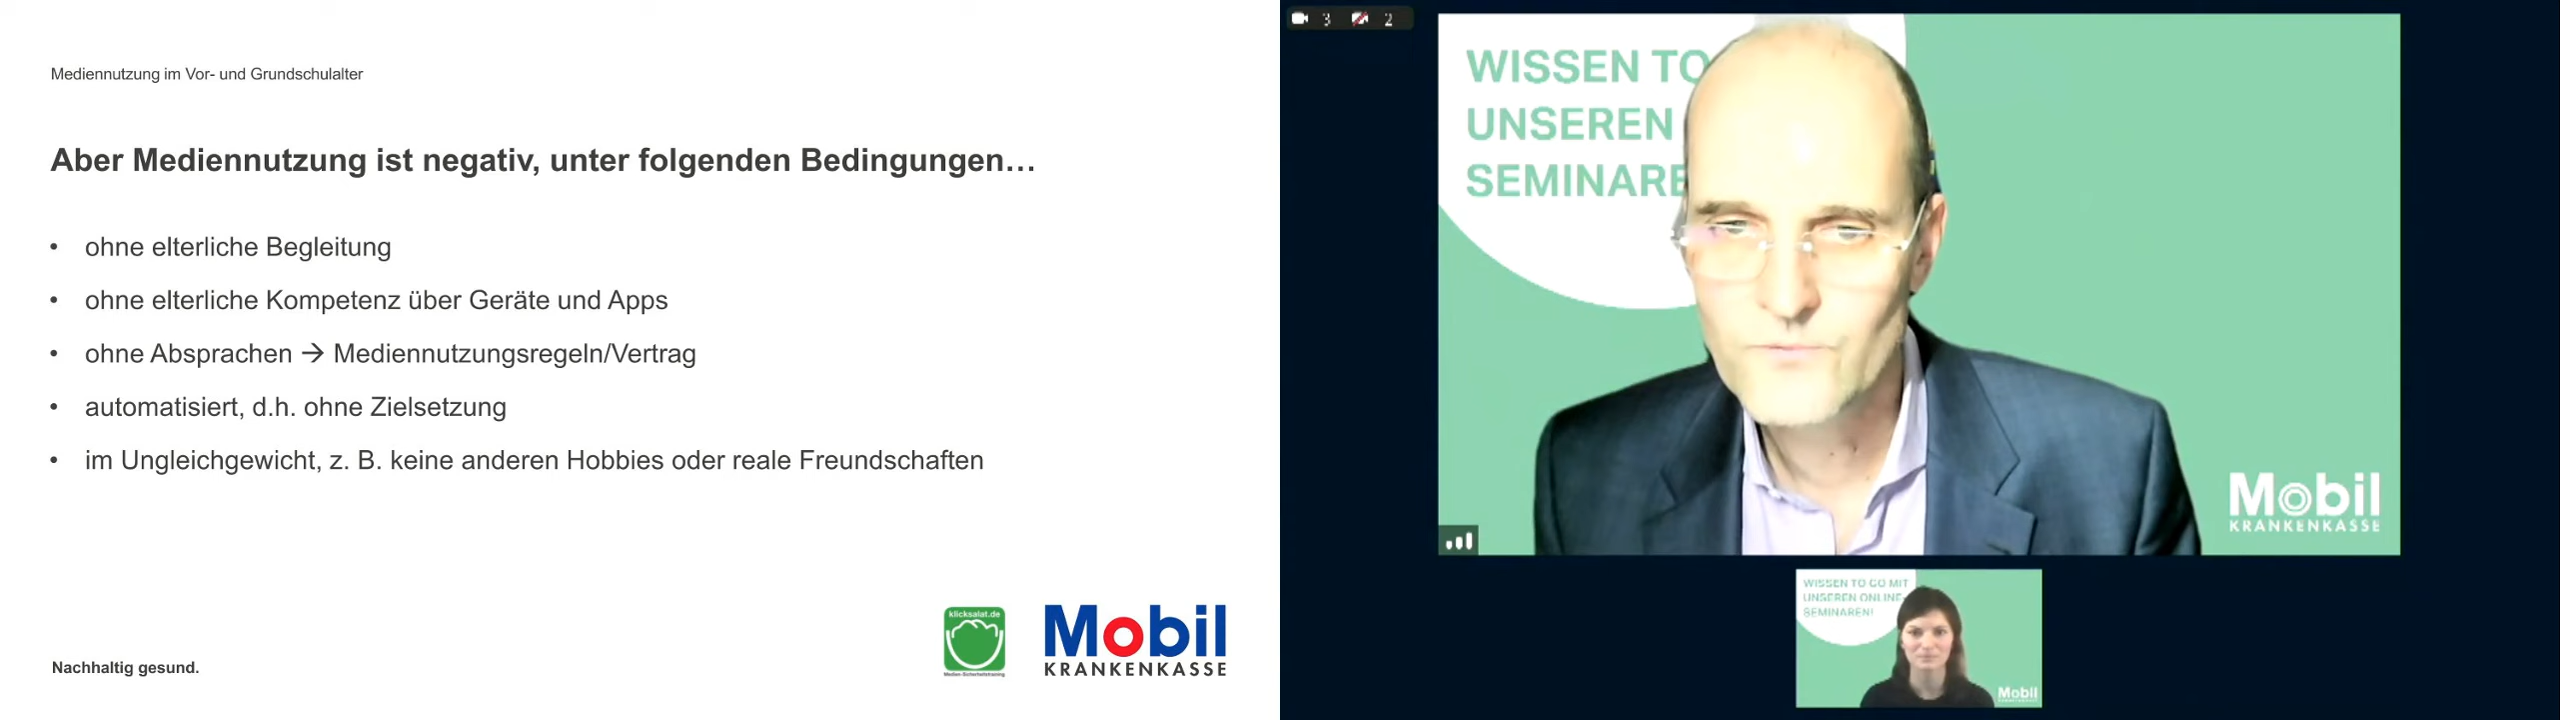 Mediennutzung im Vor- und Grundschulalter
Aber Mediennutzung ist negativ, unter folgenden Bedingungen…
• ohne elterliche Begleitung
• ohne elterliche Kompetenz über Geräte und Apps
• ohne Absprachen → Mediennutzungsregeln/Vertrag
• automatisiert, d.h. ohne Zielsetzung
• im Ungleichgewicht, z. B. keine anderen Hobbies oder reale Freundschaften
klicksalat.de
Medien-Sicherheitstraining
Mobil
KRANKENKASSE
Nachhaltig gesund.
3 2
WISSEN TO
UNSEREN
SEMINARE
Mobil
KRANKENKASSE
WISSEN TO GO MIT
UNSEREN ONLINE-
SEMINAREN!
Mobil